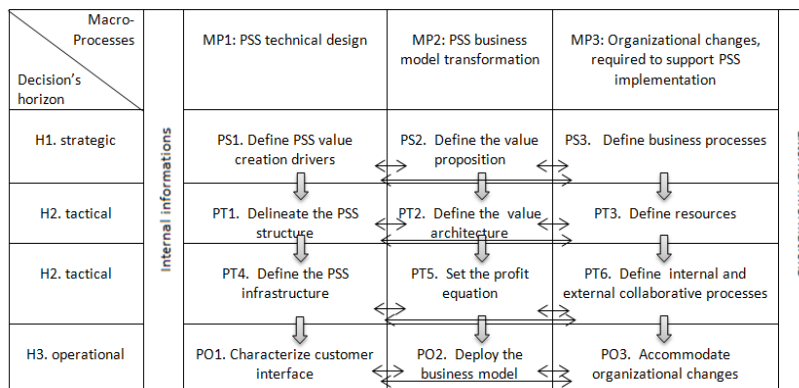 Macro-
Processes
Decision's
horizon
MP1: PSS technical design
MP2: PSS business
model transformation
MP3: Organizational changes,
required to support PSS
implementation
Internal informations
H1. strategic
PS1. Define PSS value
creation drivers
PS2. Define the value
proposition
PS3. Define business processes
H2. tactical
PT1. Delineate the PSS
structure
PT2. Define the value
architecture
PT3. Define resources
H2. tactical
PT4. Define the PSS
infrastructure
PT5. Set the profit
equation
PT6. Define internal and
external collaborative processes
H3. operational
PO1. Characterize customer
interface
PO2. Deploy the
business model
PO3. Accommodate
organizational changes